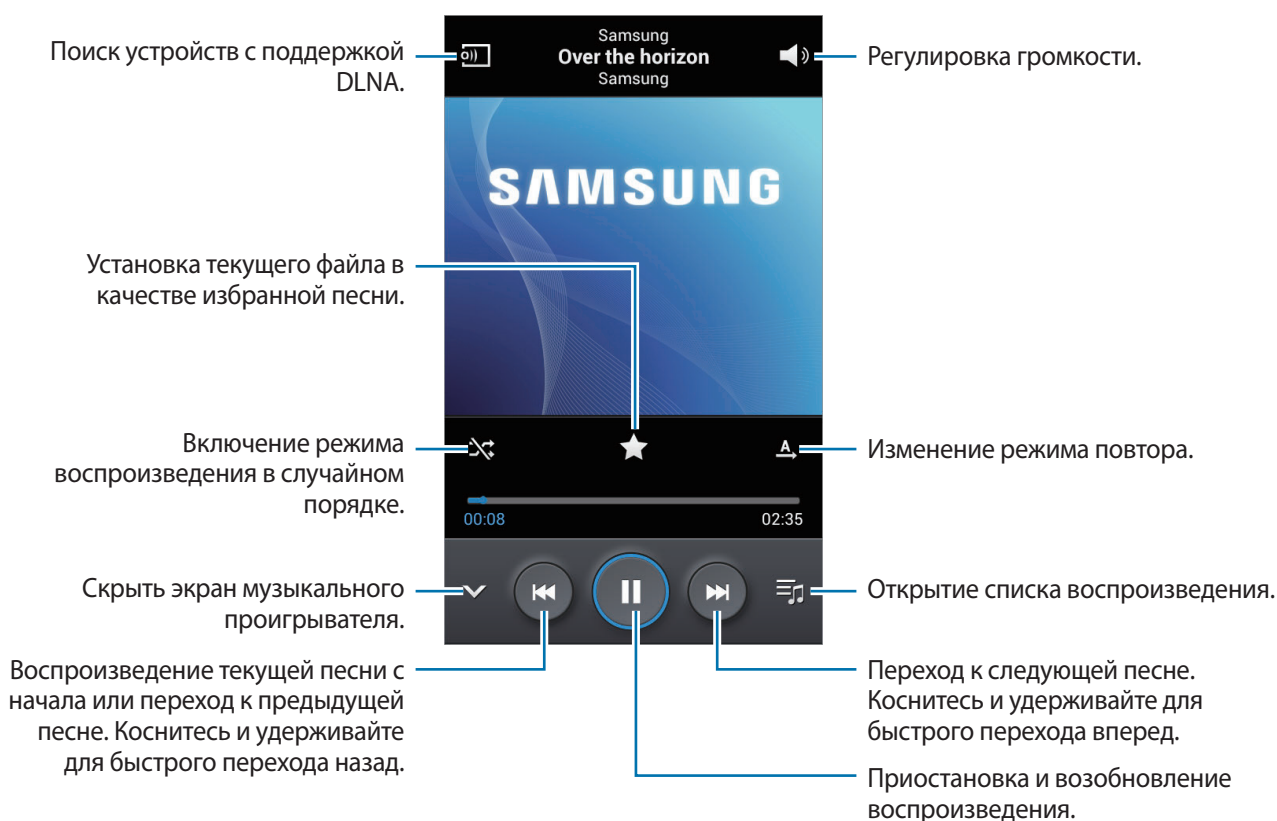 Поиск устройств с поддержкой
DLNA.
Samsung
Over the horizon
Samsung
Регулировка громкости.
SAMSUNG
Установка текущего файла в
качестве избранной песни.
Включение режима
воспроизведения в случайном
порядке.
A
Изменение режима повтора.
00:08
02:35
Скрыть экран музыкального
проигрывателя.
Открытие списка воспроизведения.
Воспроизведение текущей песни с
начала или переход к предыдущей
песне. Коснитесь и удерживайте
для быстрого перехода назад.
Переход к следующей песне.
Коснитесь и удерживайте для
быстрого перехода вперед.
Приостановка и возобновление
воспроизведения.